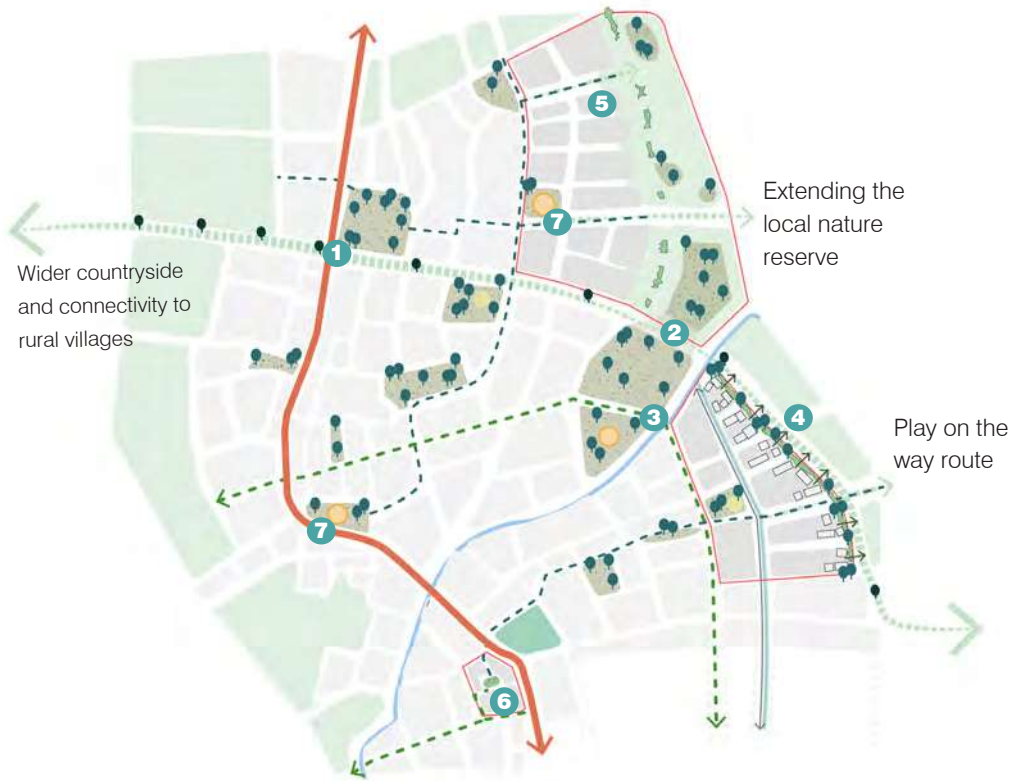 5
Extending the
local nature
reserve
7
1
Wider countryside
and connectivity to
rural villages
2
3
4
Play on the
way route
7
6